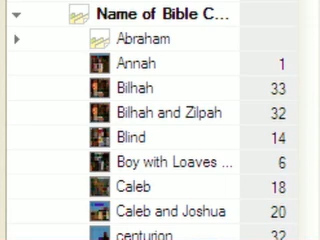 Name of Bible C...
Abraham
Annah 1
Bilhah 33
Bilhah and Zilpah 32
Blind 14
Boy with Loaves ... 6
Caleb 18
Caleb and Joshua 20
centurion 32